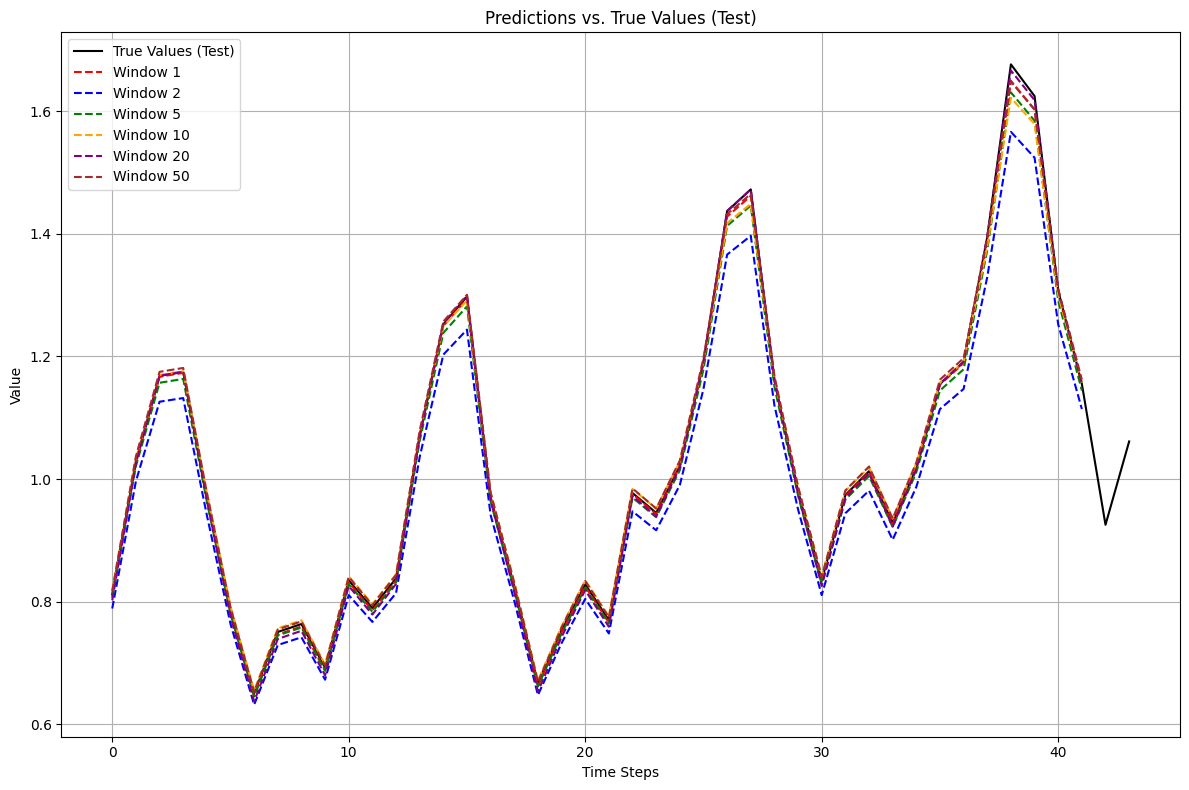 Predictions vs. True Values (Test)
True Values (Test)
Window 1
Window 2
Window 5
Window 10
Window 20
Window 50
Value
1.6
1.4
1.2
1.0
0.8
0.6
0
10
20
30
40
Time Steps